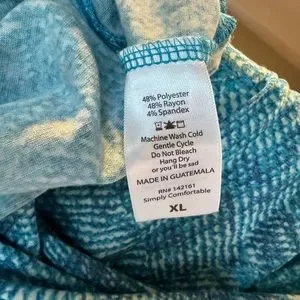 48% Polyester
48% Rayon
4% Spandex
Machine Wash Cold
Gentle Cycle
Do Not Bleach
Hang Dry
or you'll be sad
MADE IN GUATEMALA
RN# 142161
Simply Comfortable
XL